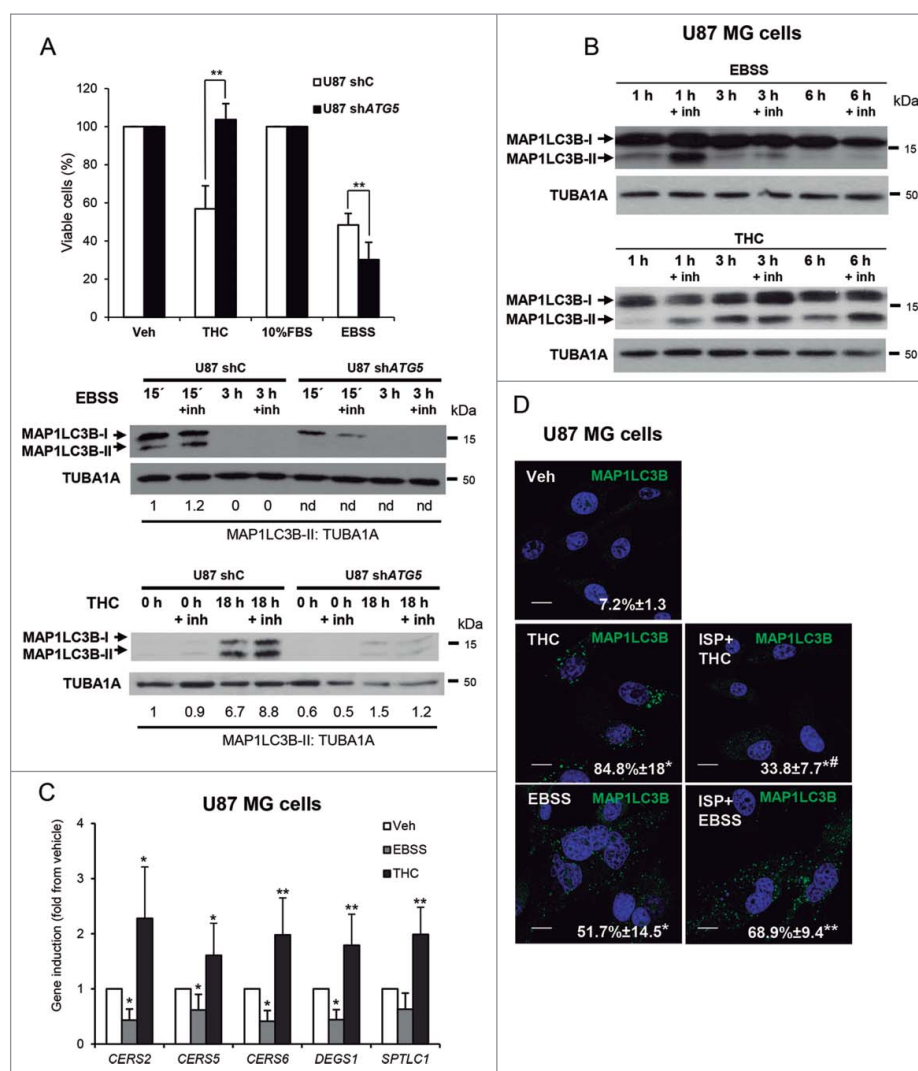 A
U87 shC
U87 shATG5
**
**
Viable cells (%)
120
100
80
60
40
20
0
Veh THC 10%FBS EBSS
U87 shC U87 shATG5
EBSS 15´ 15´ +inh 3 h 3 h +inh 15´ 15´ +inh 3 h 3 h +inh kDa
MAP1LC3B-I
MAP1LC3B-II
15
TUBA1A 50
1 1.2 0 0 nd nd nd nd
MAP1LC3B-II: TUBA1A
U87 shC U87 shATG5
THC 0 h 0 h + inh 18 h 18 h + inh 0 h 0 h + inh 18 h 18 h + inh kDa
MAP1LC3B-I
MAP1LC3B-II
15
TUBA1A 50
1 0.9 6.7 8.8 0.6 0.5 1.5 1.2
MAP1LC3B-II: TUBA1A
B
U87 MG cells
EBSS
1 h 1 h + inh 3 h 3 h + inh 6 h 6 h + inh kDa
MAP1LC3B-I
MAP1LC3B-II
15
TUBA1A 50
THC
1 h 1 h + inh 3 h 3 h + inh 6 h 6 h + inh
MAP1LC3B-I
MAP1LC3B-II
15
TUBA1A 50
C
U87 MG cells
Veh
EBSS
THC
Gene induction (fold from vehicle)
4
3
2
1
0
* * * * * ** * ** **
CERS2 CERS5 CERS6 DEGS1 SPTLC1
D
U87 MG cells
Veh MAP1LC3B
7.2%±1.3
THC MAP1LC3B
84.8%±18*
ISP+ MAP1LC3B
THC
33.8±7.7*#
EBSS MAP1LC3B
51.7%±14.5*
ISP+ MAP1LC3B
EBSS
68.9%±9.4**